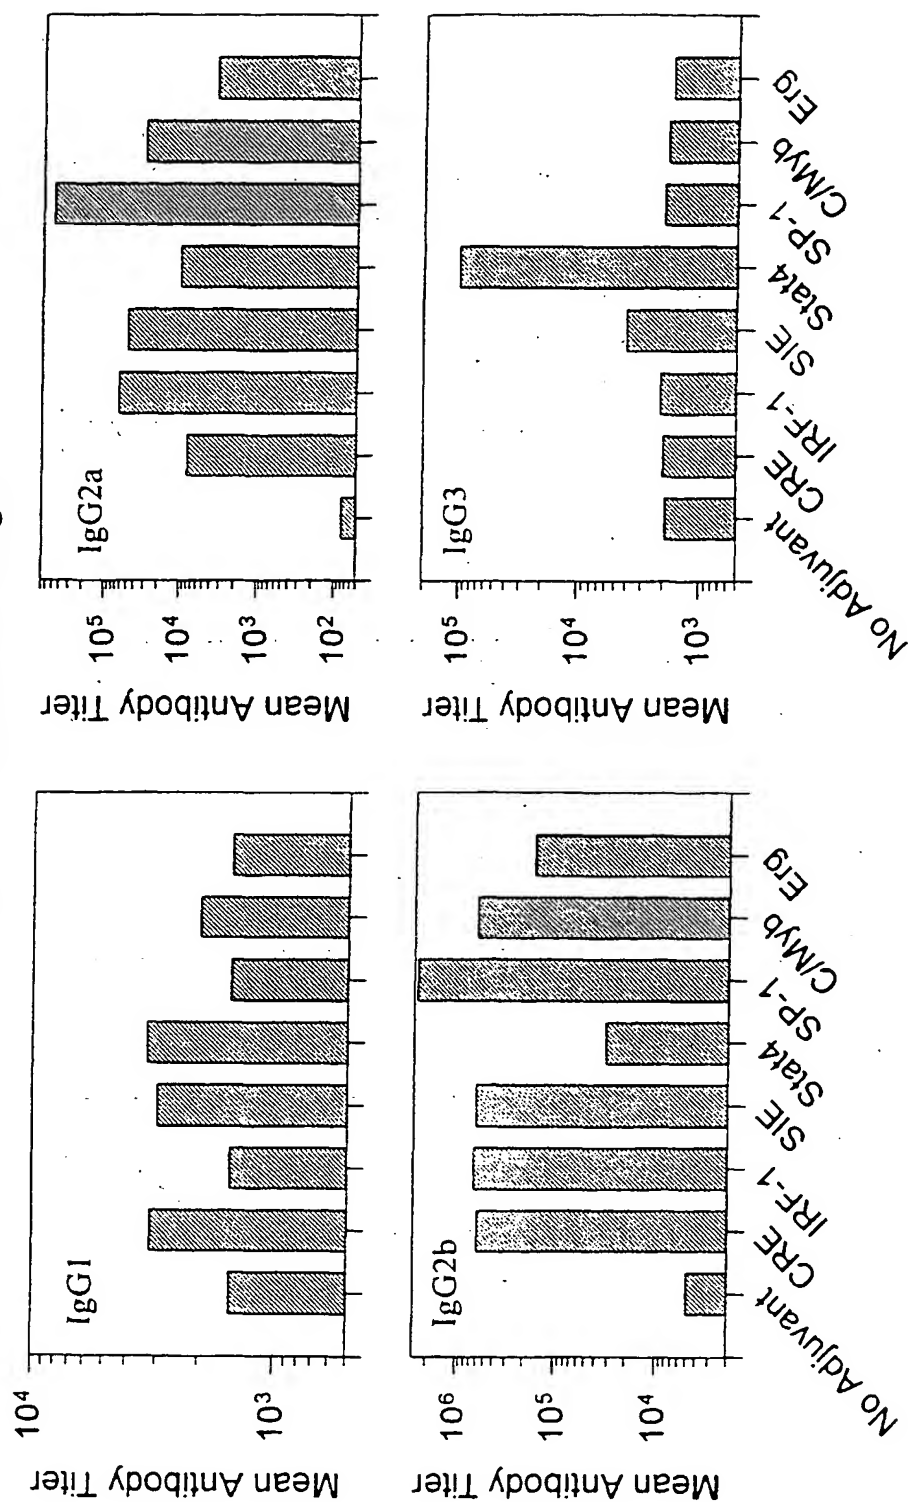 IgG1
10⁴
10³
Mean Antibody Titer
IgG2a
10⁵
10⁴
10³
10²
Mean Antibody Titer
IgG2b
10⁶
10⁵
10⁴
Mean Antibody Titer
No Adjuvant CRE IRF-1 SIE Stat4 SP-1 C/Myb Erg
IgG3
10⁵
10⁴
10³
Mean Antibody Titer
No Adjuvant CRE IRF-1 SIE Stat4 SP-1 C/Myb Erg